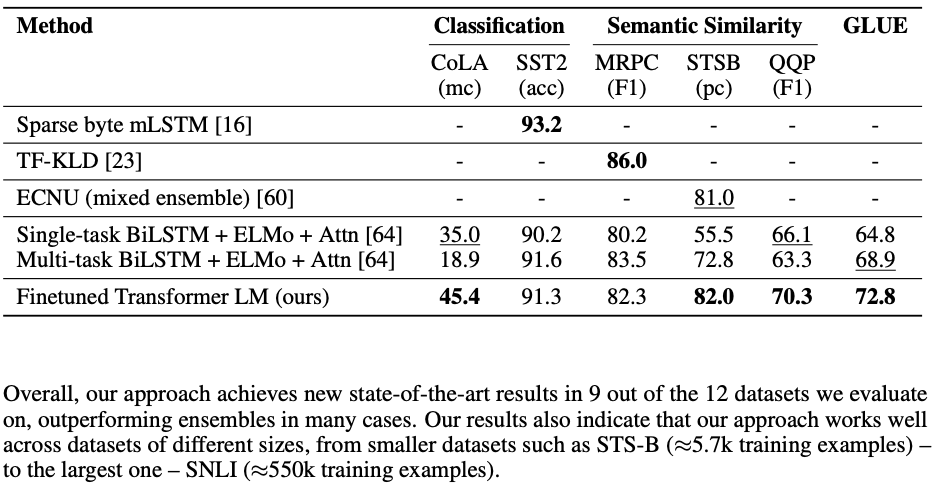 Method Classification Semantic Similarity GLUE
CoLA SST2 MRPC STSB QQP
(mc) (acc) (F1) (pc) (F1)
Sparse byte mLSTM [16] - 93.2 - - - -
TF-KLD [23] - - 86.0 - - -
ECNU (mixed ensemble) [60] - - - 81.0 - -
Single-task BiLSTM + ELMo + Attn [64] 35.0 90.2 80.2 55.5 66.1 64.8
Multi-task BiLSTM + ELMo + Attn [64] 18.9 91.6 83.5 72.8 63.3 68.9
Finetuned Transformer LM (ours) 45.4 91.3 82.3 82.0 70.3 72.8
Overall, our approach achieves new state-of-the-art results in 9 out of the 12 datasets we evaluate
on, outperforming ensembles in many cases. Our results also indicate that our approach works well
across datasets of different sizes, from smaller datasets such as STS-B (≈5.7k training examples) –
to the largest one – SNLI (≈550k training examples).